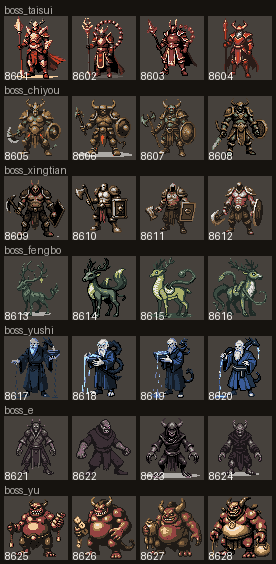 boss_taisui
8601 8602 8603 8604
boss_chiyou
8605 8606 8607 8608
boss_xingtian
8609 8610 8611 8612
boss_fengbo
8613 8614 8615 8616
boss_yushi
8617 8618 8619 8620
boss_e
8621 8622 8623 8624
boss_yu
8625 8626 8627 8628